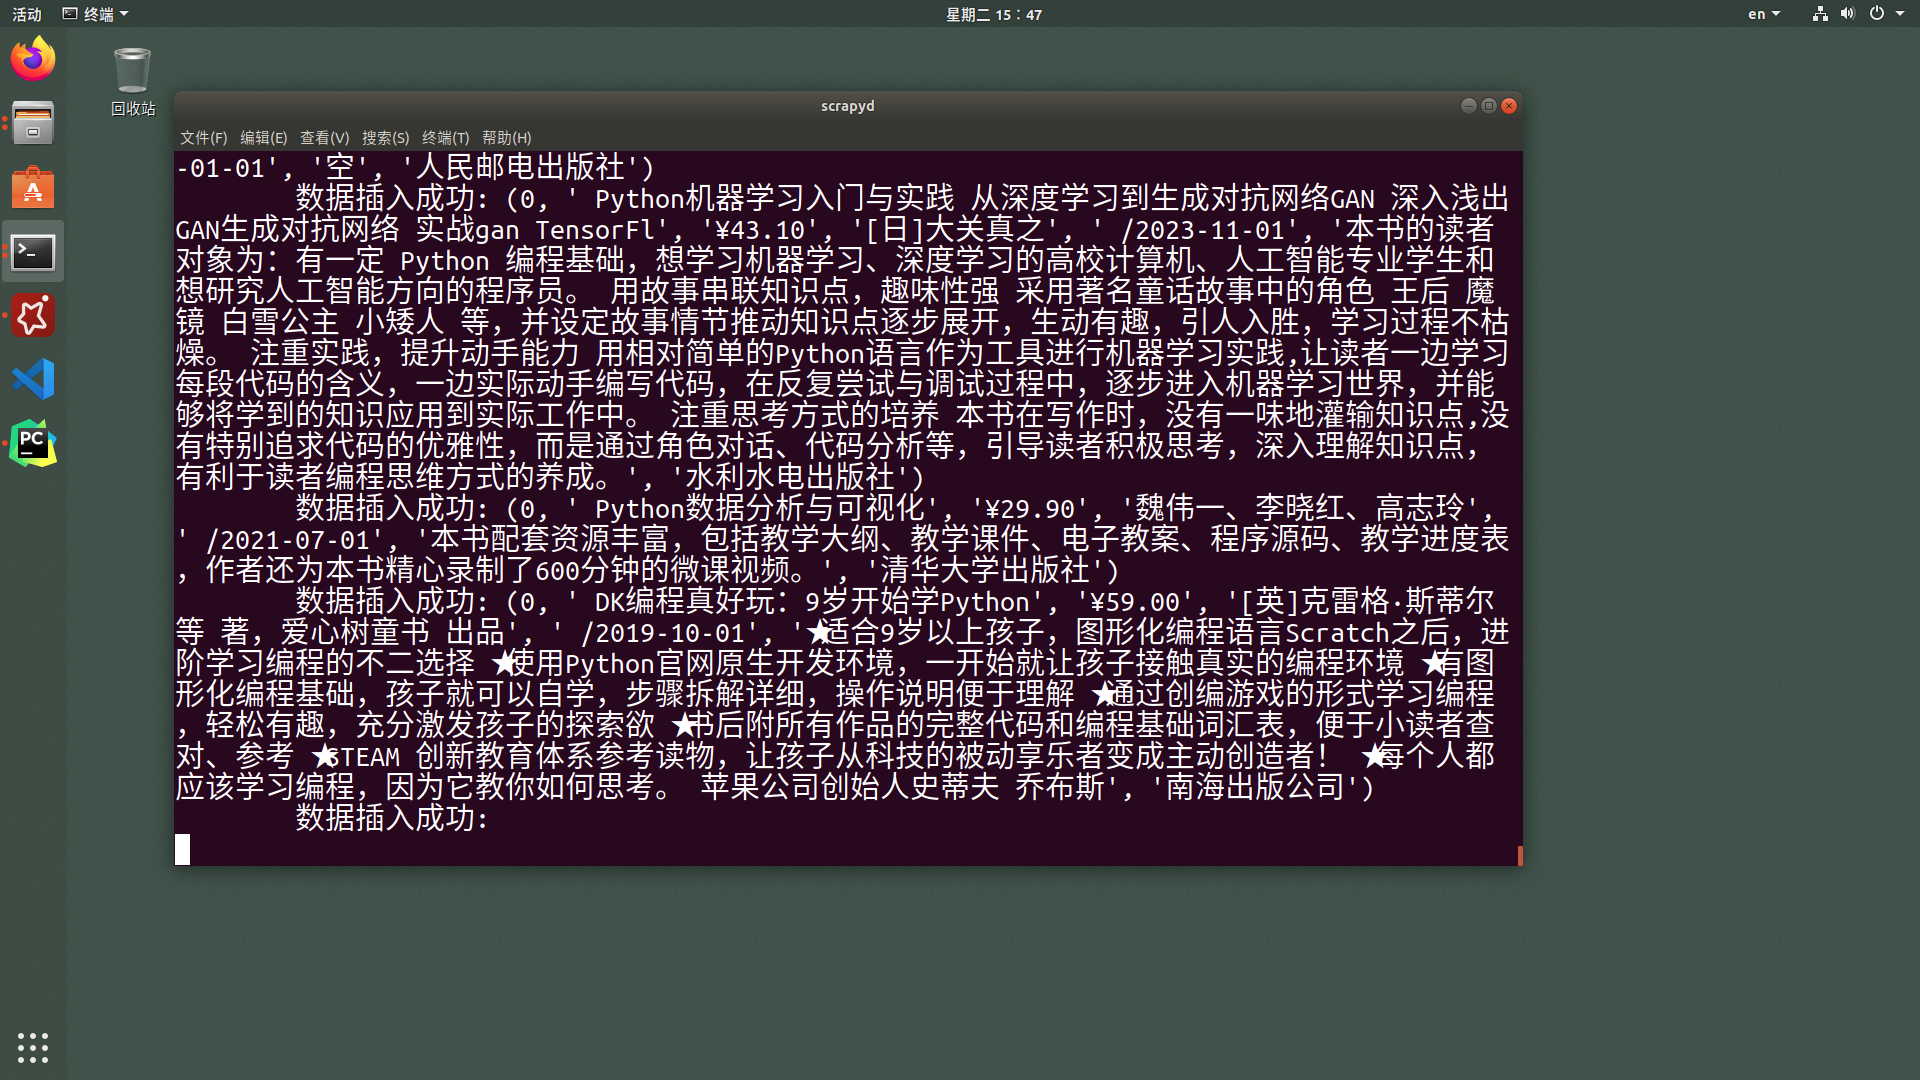 活动
终端
星期二 15：47
en
回收站
scrapyd
文件(F) 编辑(E) 查看(V) 搜索(S) 终端(T) 帮助(H)
-01-01', '空', '人民邮电出版社')
数据插入成功: (0, ' Python机器学习入门与实践 从深度学习到生成对抗网络GAN 深入浅出
GAN生成对抗网络 实战gan TensorFl', '¥43.10', '[日]大关真之', ' /2023-11-01', '本书的读者
对象为：有一定 Python 编程基础，想学习机器学习、深度学习的高校计算机、人工智能专业学生和
想研究人工智能方向的程序员。 用故事串联知识点，趣味性强 采用著名童话故事中的角色 王后 魔
镜 白雪公主 小矮人 等，并设定故事情节推动知识点逐步展开，生动有趣，引人入胜，学习过程不枯
燥。 注重实践，提升动手能力 用相对简单的Python语言作为工具进行机器学习实践,让读者一边学习
每段代码的含义，一边实际动手编写代码，在反复尝试与调试过程中，逐步进入机器学习世界，并能
够将学到的知识应用到实际工作中。 注重思考方式的培养 本书在写作时，没有一味地灌输知识点,没
有特别追求代码的优雅性，而是通过角色对话、代码分析等，引导读者积极思考，深入理解知识点，
有利于读者编程思维方式的养成。', '水利水电出版社')
数据插入成功: (0, ' Python数据分析与可视化', '¥29.90', '魏伟一、李晓红、高志玲',
' /2021-07-01', '本书配套资源丰富，包括教学大纲、教学课件、电子教案、程序源码、教学进度表
，作者还为本书精心录制了600分钟的微课视频。', '清华大学出版社')
数据插入成功: (0, ' DK编程真好玩：9岁开始学Python', '¥59.00', '[英]克雷格·斯蒂尔
等 著，爱心树童书 出品', ' /2019-10-01', '★适合9岁以上孩子，图形化编程语言Scratch之后，进
阶学习编程的不二选择 ★使用Python官网原生开发环境，一开始就让孩子接触真实的编程环境 ★有图
形化编程基础，孩子就可以自学，步骤拆解详细，操作说明便于理解 ★通过创编游戏的形式学习编程
，轻松有趣，充分激发孩子的探索欲 ★书后附所有作品的完整代码和编程基础词汇表，便于小读者查
对、参考 ★STEAM 创新教育体系参考读物，让孩子从科技的被动享乐者变成主动创造者！ ★每个人都
应该学习编程，因为它教你如何思考。 苹果公司创始人史蒂夫 乔布斯', '南海出版公司')
数据插入成功:
PC